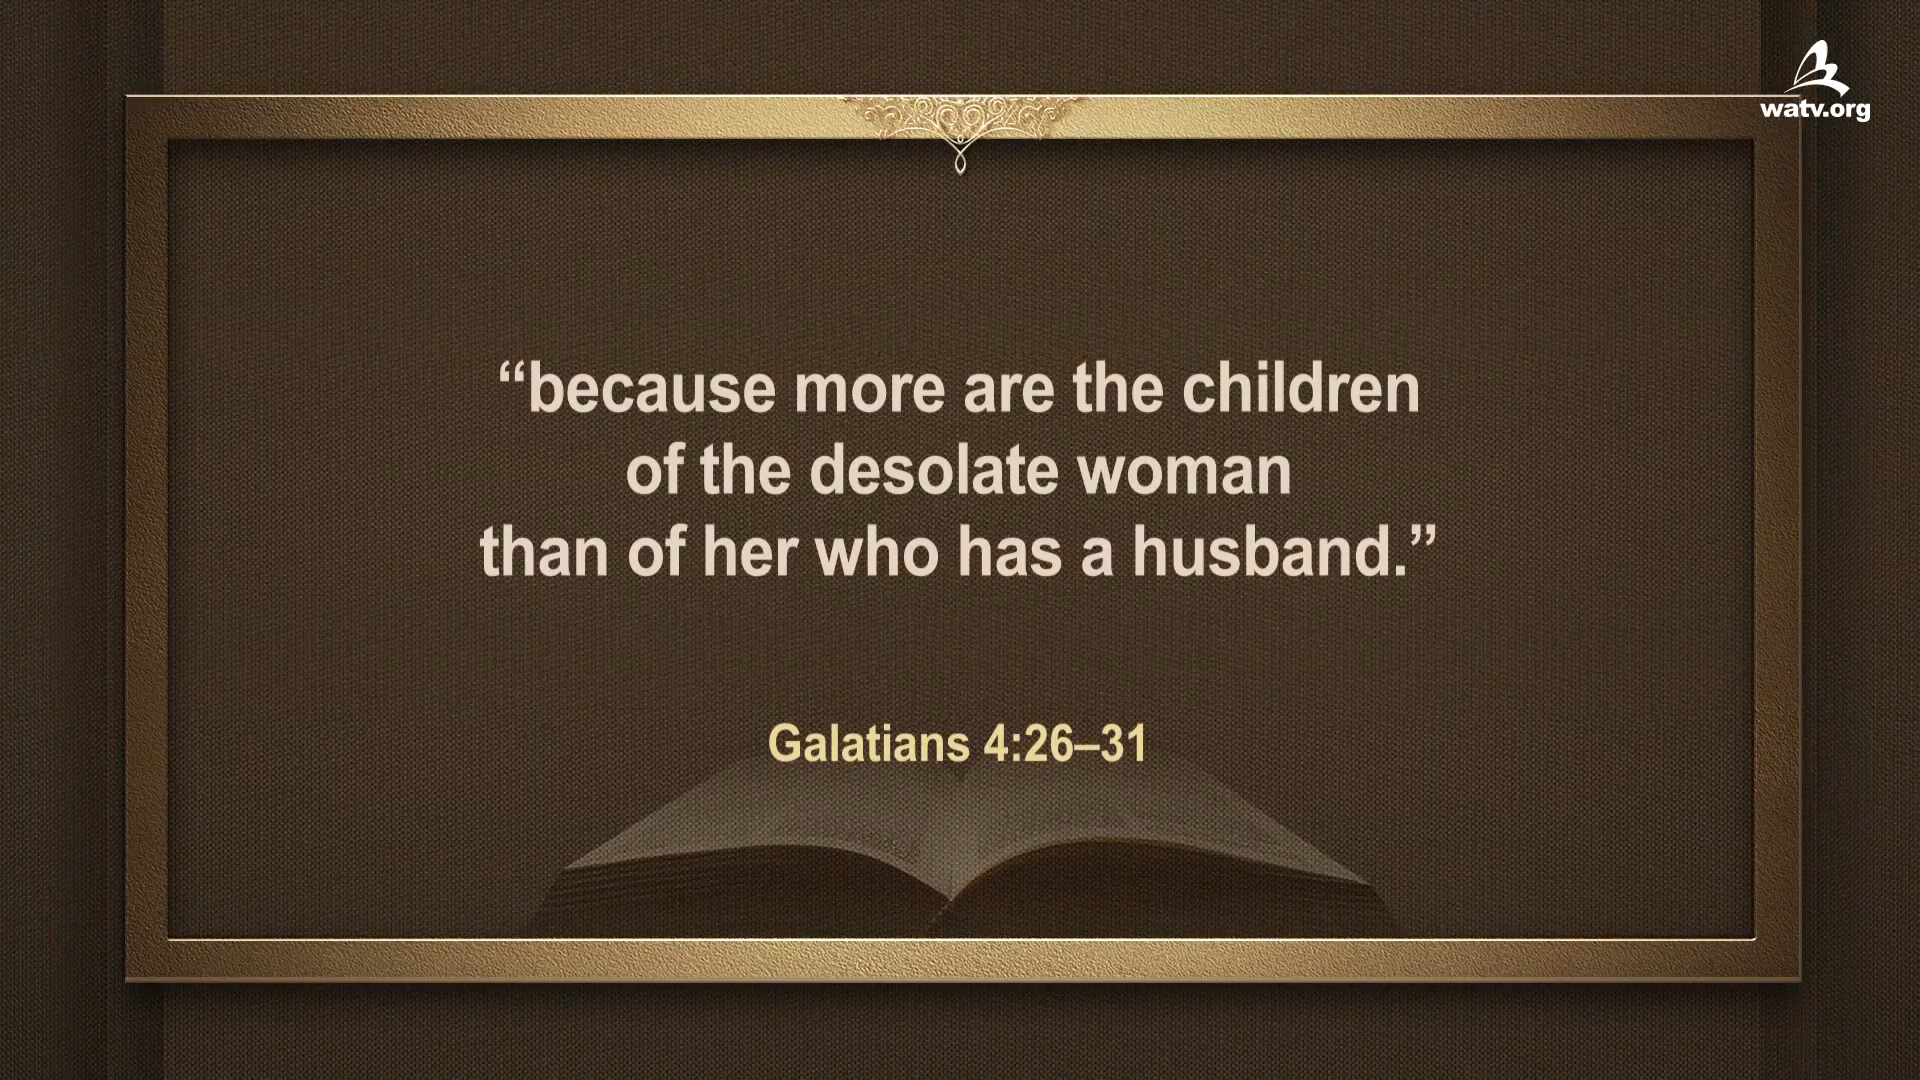 watv.org
“because more are the children
of the desolate woman
than of her who has a husband.”
Galatians 4:26–31